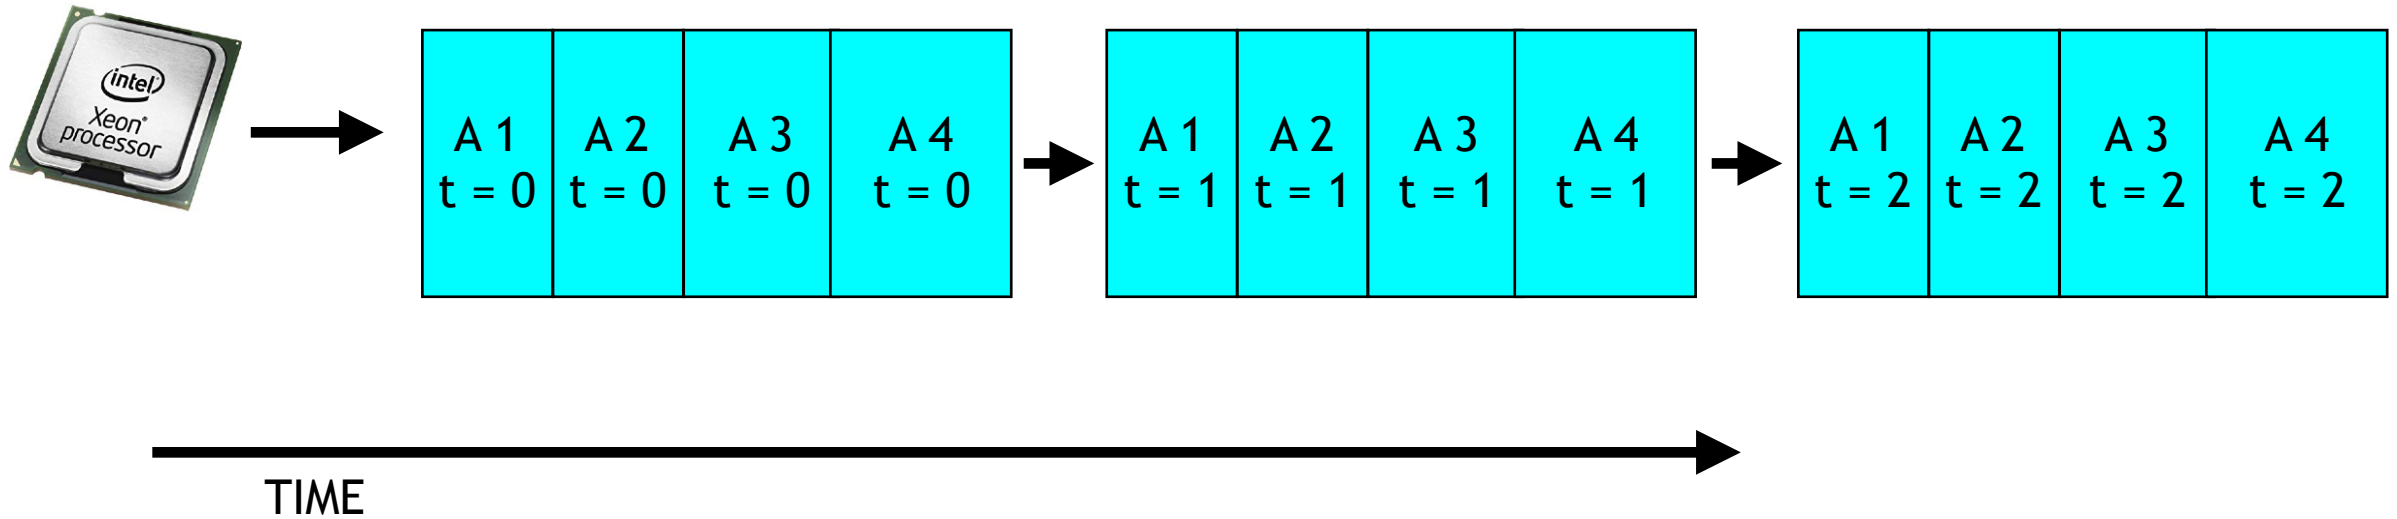 intel
Xeon®
processor
A 1 A 2 A 3 A 4 A 1 A 2 A 3 A 4 A 1 A 2 A 3 A 4
t = 0 t = 0 t = 0 t = 0 t = 1 t = 1 t = 1 t = 1 t = 2 t = 2 t = 2 t = 2
TIME